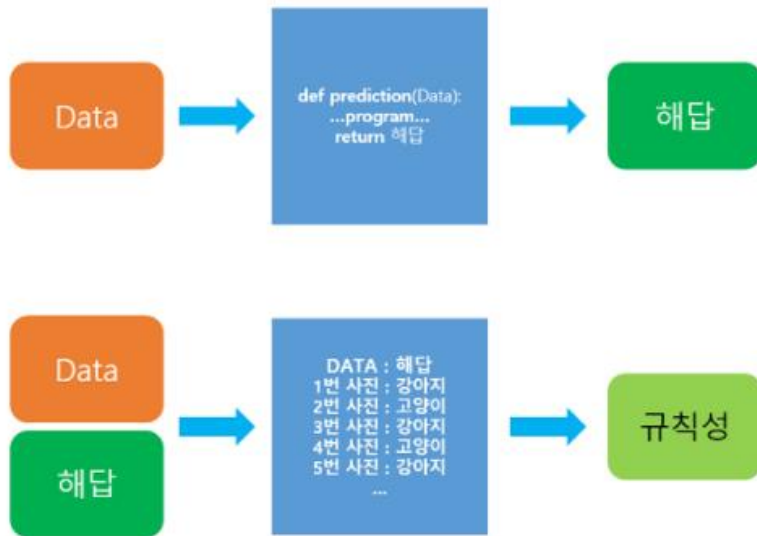 Data
def prediction(Data):
...program...
return 해답
해답
Data
해답
DATA : 해답
1번 사진 : 강아지
2번 사진 : 고양이
3번 사진 : 강아지
4번 사진 : 고양이
5번 사진 : 강아지
...
규칙성